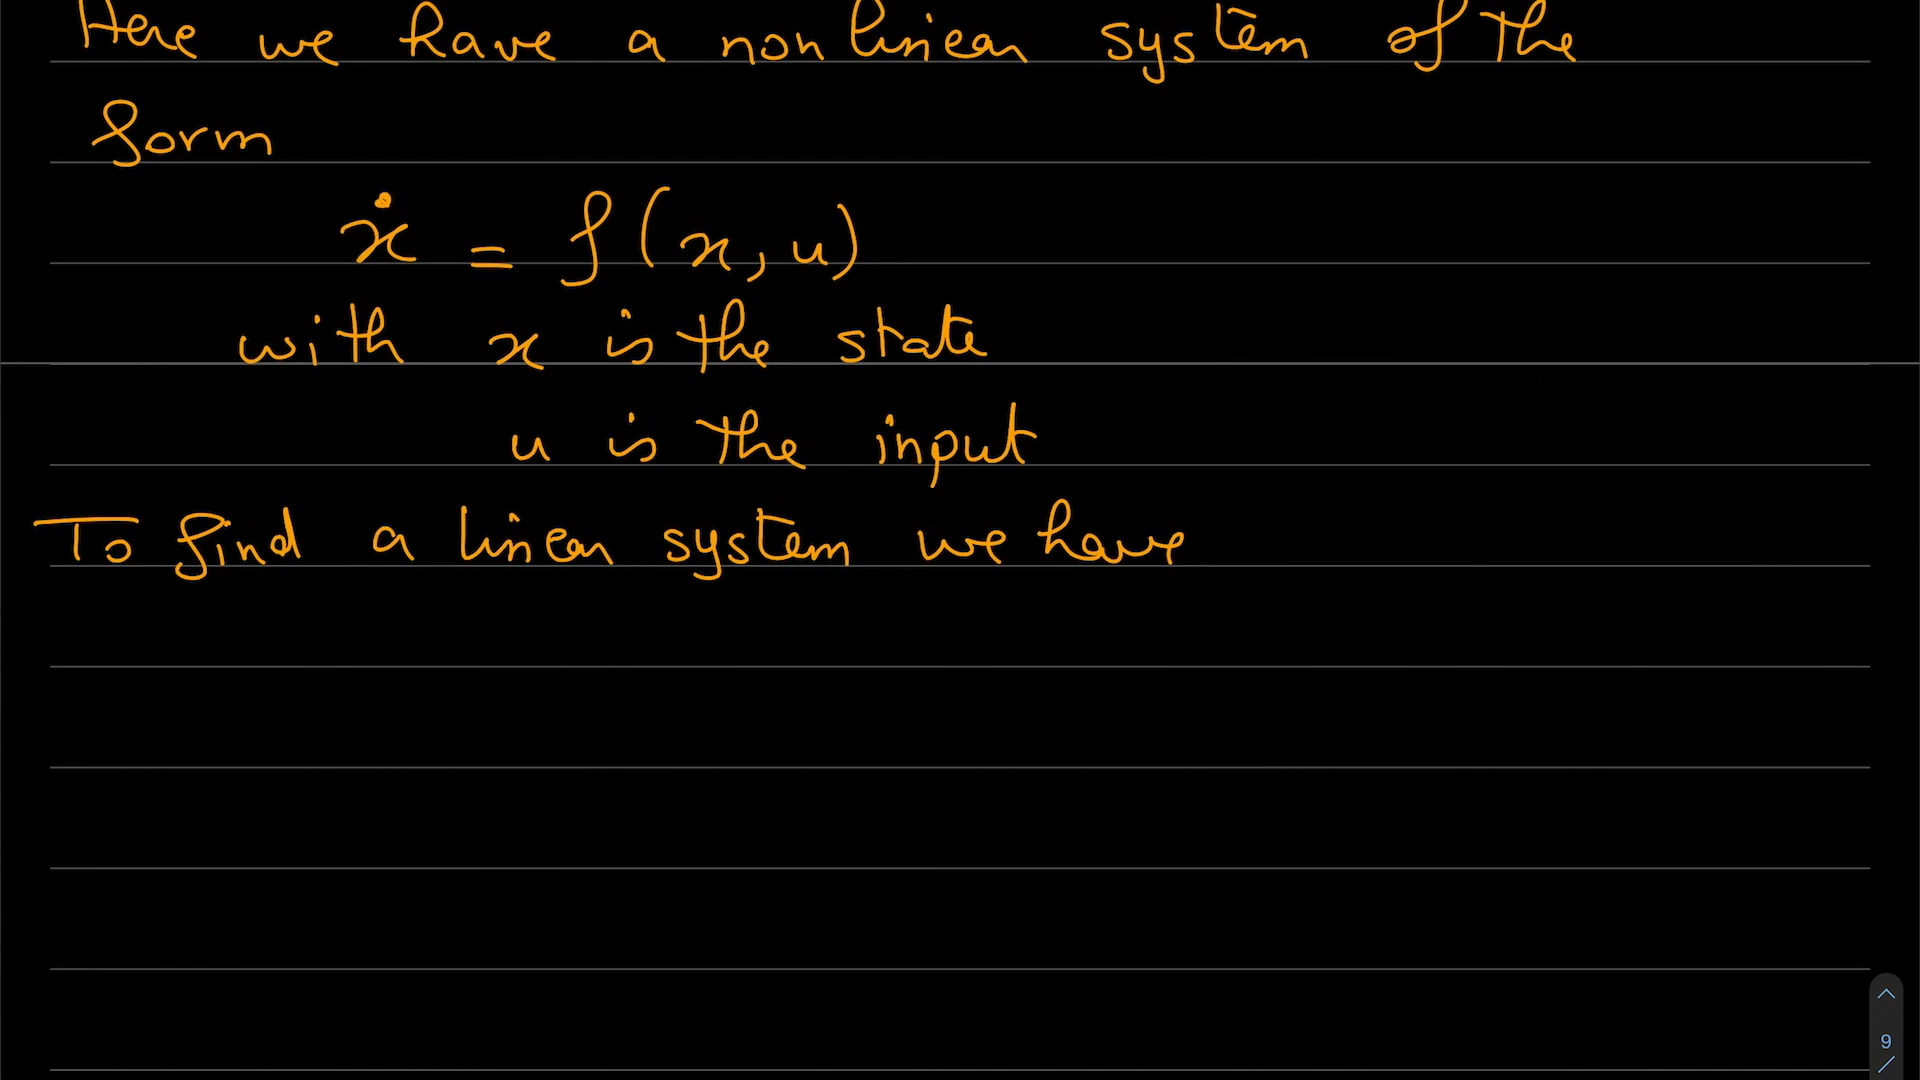 Here we have a non linear system of the
form
ẋ = f(x, u)
with x is the state
u is the input
To find a linear system we have
9